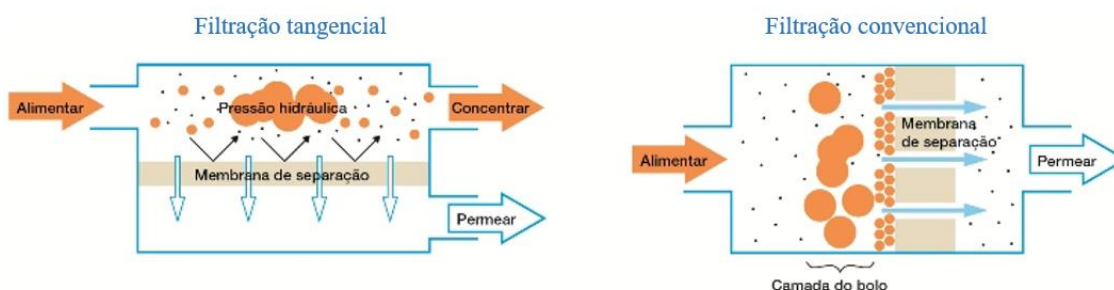 Filtração tangencial
Alimentar
Pressão hidráulica
Concentrar
Membrana de separação
Permear
Filtração convencional
Alimentar
Membrana
de separação
Permear
Camada do bolo